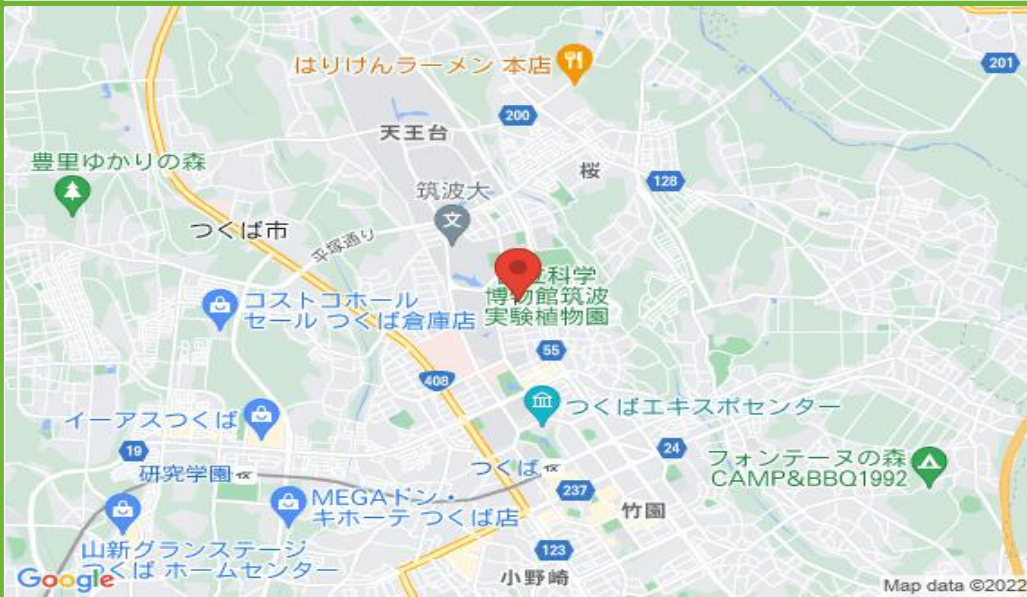 はりけんラーメン 本店
201
200
天王台
豊里ゆかりの森
桜
128
筑波大
文
つくば市
平塚通り
立科学
博物館筑波
実験植物園
コストコホール
セール つくば倉庫店
55
408
つくばエキスポセンター
イーアスつくば
19
24
研究学園
つくば
フォンテーヌの森
CAMP&BBQ1992
237
MEGAドン・
キホーテ つくば店
竹園
山新グランステージ
つくば ホームセンター
123
小野崎
Google
Map data ©2022